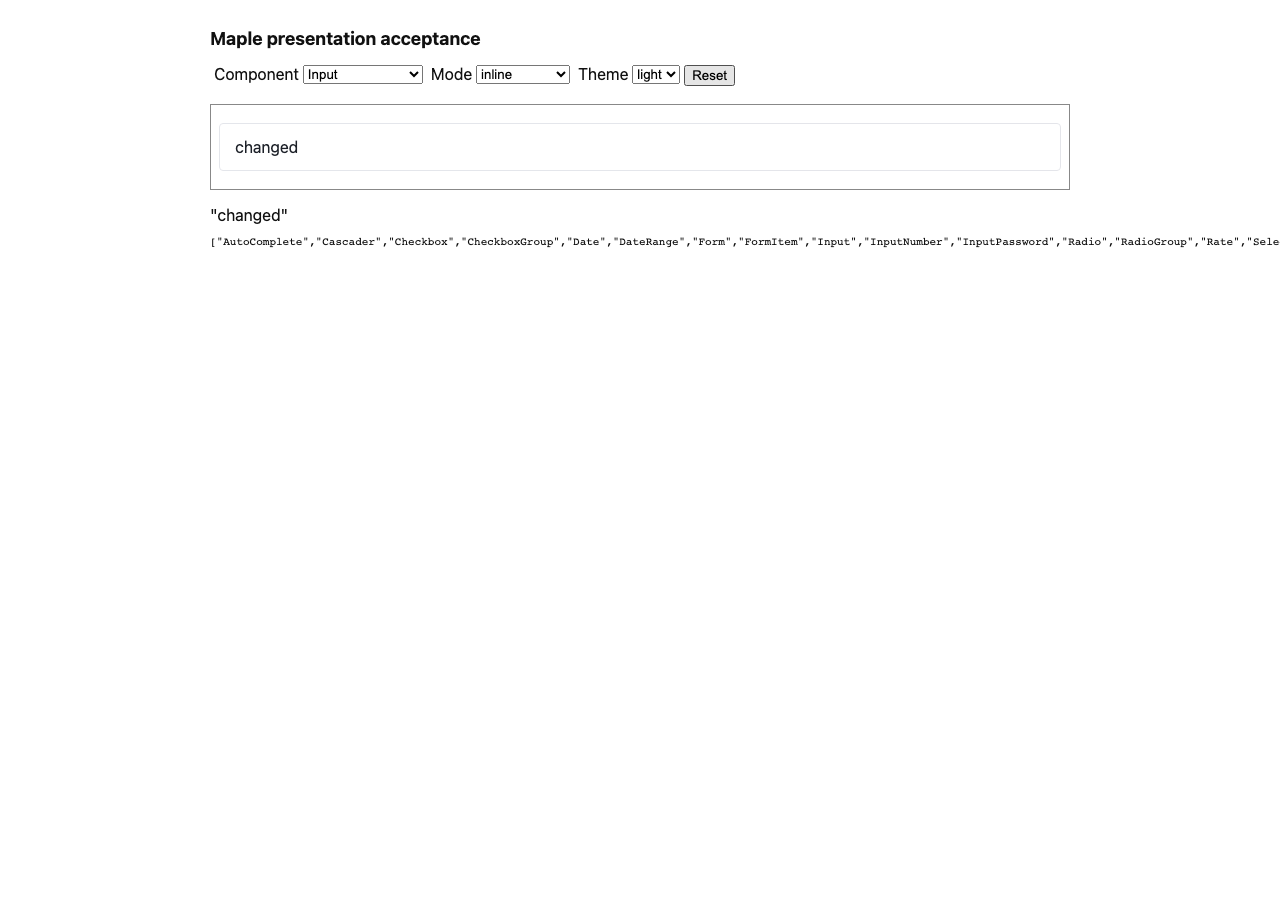 Maple presentation acceptance
Component Input Mode inline Theme light Reset
changed
"changed"
["AutoComplete","Cascader","Checkbox","CheckboxGroup","Date","DateRange","Form","FormItem","Input","InputNumber","InputPassword","Radio","RadioGroup","Rate","Sele